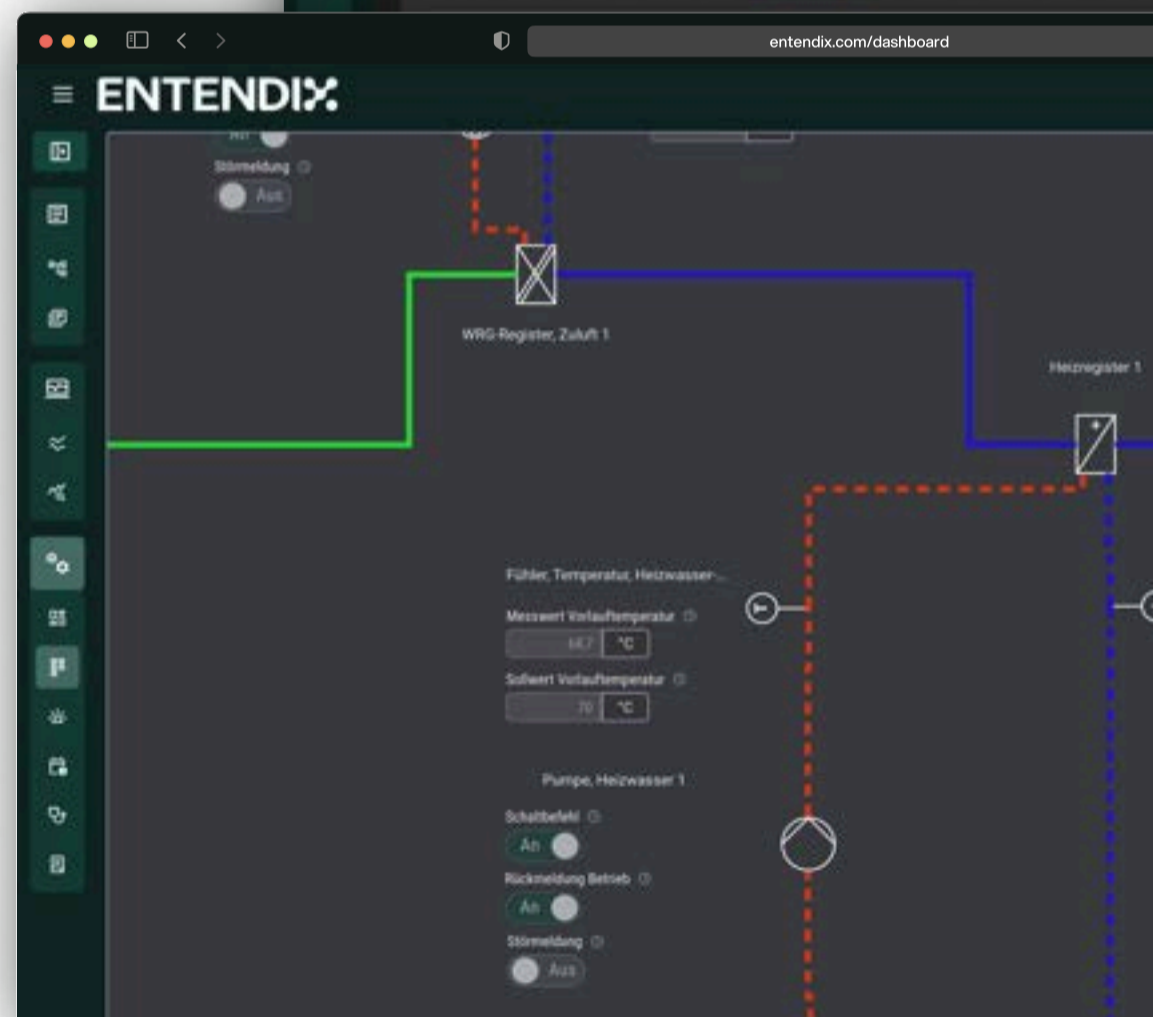 entendix.com/dashboard
ENTENDIX
An
Störmeldung
Aus
WRG-Register, Zuluft 1
Heizregister 1
Fühler, Temperatur, Heizwasser-...
Messwert Vorlauftemperatur
°C
Sollwert Vorlauftemperatur
70 °C
Pumpe, Heizwasser 1
Schaltbefehl
An
Rückmeldung Betrieb
An
Störmeldung
Aus